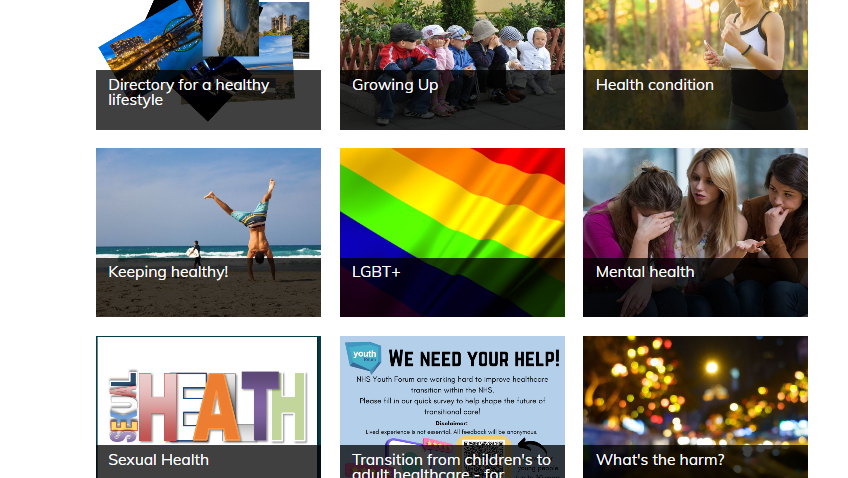 Directory for a healthy
lifestyle
Growing Up
Health condition
Keeping healthy!
LGBT+
Mental health
SEXUAL HEALTH
Sexual Health
youth
WE NEED YOUR HELP!
NHS Youth Forum are working hard to improve healthcare
transition within the NHS.
Please fill in our quick survey to help shape the future of
transitional care!
Disclaimer:
Lived experience is not essential. All feedback will be anonymous.
young people
Transition from children's to
adult healthcare - for
What's the harm?